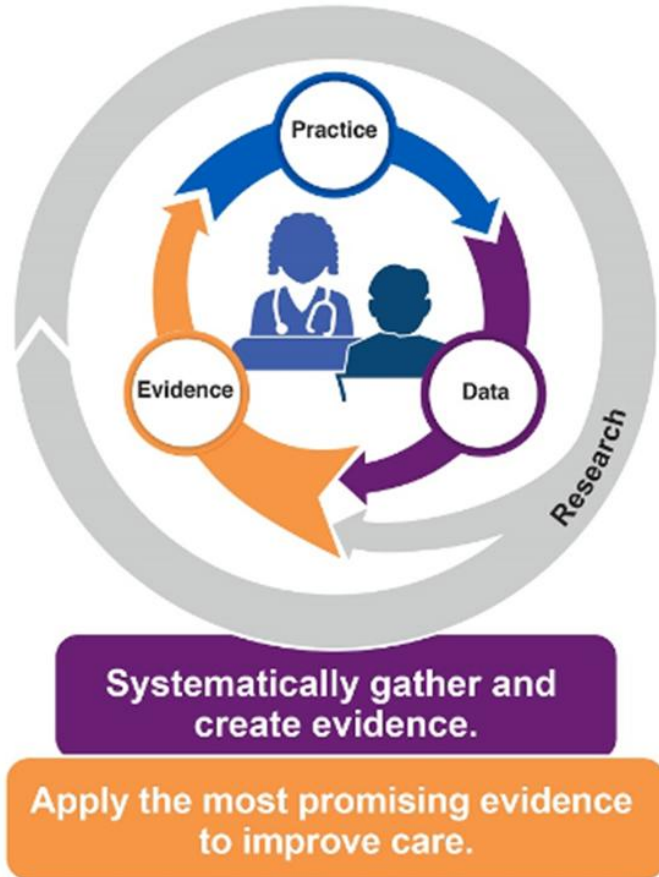 Practice
Evidence
Data
Research
Systematically gather and
create evidence.
Apply the most promising evidence
to improve care.